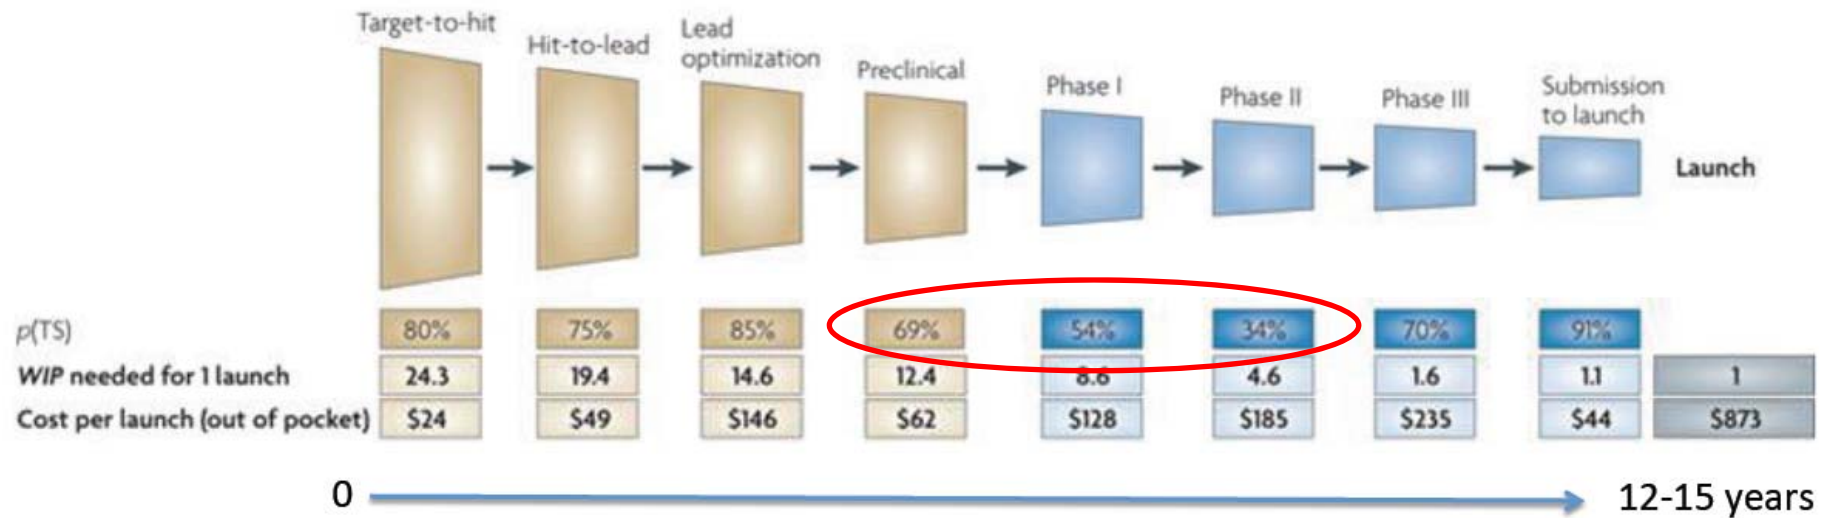 Target-to-hit
Hit-to-lead
Lead
optimization
Preclinical
Phase I
Phase II
Phase III
Submission
to launch
Launch
p(TS) 80% 75% 85% 69% 54% 34% 70% 91%
WIP needed for 1 launch 24.3 19.4 14.6 12.4 8.6 4.6 1.6 1.1 1
Cost per launch (out of pocket) $24 $49 $146 $62 $128 $185 $235 $44 $873
0 12-15 years